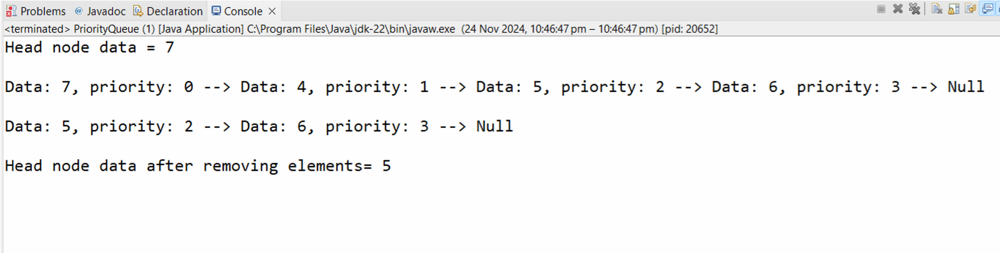 Problems @ Javadoc Declaration Console
<terminated> PriorityQueue (1) [Java Application] C:\Program Files\Java\jdk-22\bin\javaw.exe (24 Nov 2024, 10:46:47 pm – 10:46:47 pm) [pid: 20652]
Head node data = 7
Data: 7, priority: 0 --> Data: 4, priority: 1 --> Data: 5, priority: 2 --> Data: 6, priority: 3 --> Null
Data: 5, priority: 2 --> Data: 6, priority: 3 --> Null
Head node data after removing elements= 5